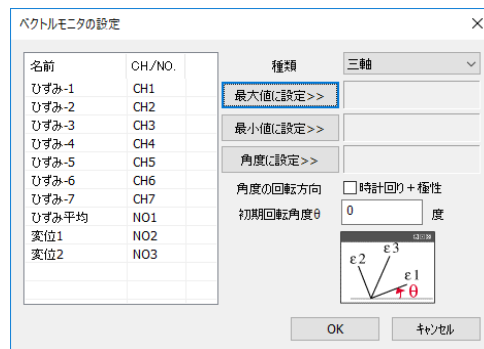 ベクトルモニタの設定
名前 CH./NO.
ひずみ-1 CH1
ひずみ-2 CH2
ひずみ-3 CH3
ひずみ-4 CH4
ひずみ-5 CH5
ひずみ-6 CH6
ひずみ-7 CH7
ひずみ平均 NO1
変位1 NO2
変位2 NO3
種類 三軸
最大値に設定>>
最小値に設定>>
角度に設定>>
角度の回転方向 時計回り+極性
初期回転角度θ 0 度
ε2 ε3
ε1
θ
OK キャンセル